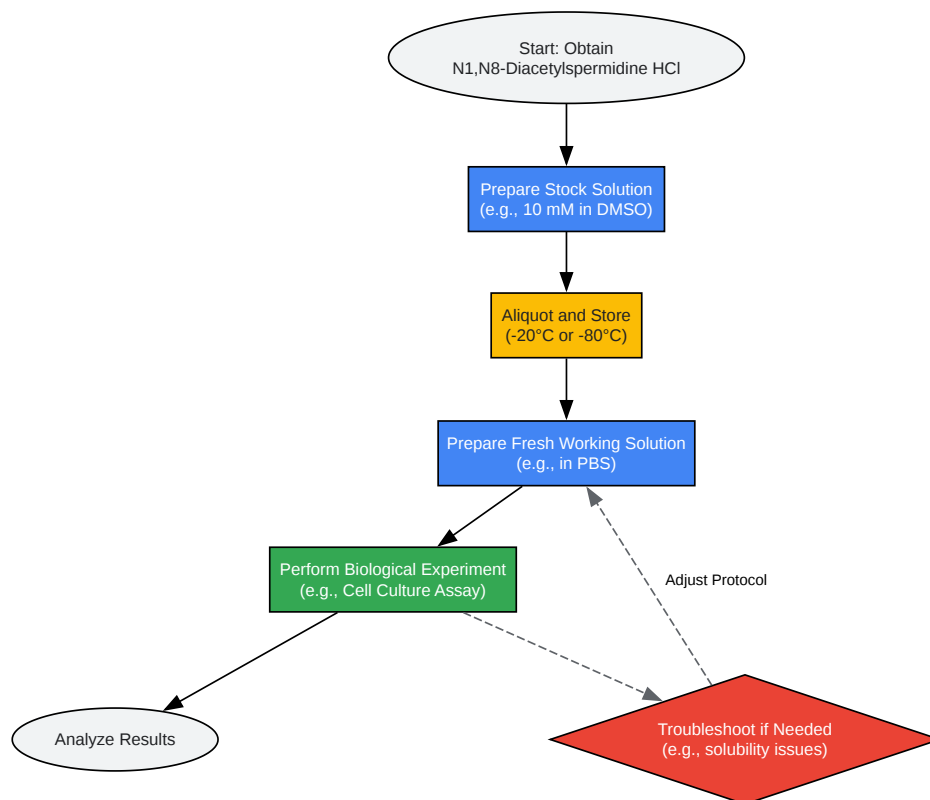 Start: Obtain
N1,N8-Diacetylspermidine HCl
Prepare Stock Solution
(e.g., 10 mM in DMSO)
Aliquot and Store
(-20°C or -80°C)
Prepare Fresh Working Solution
(e.g., in PBS)
Perform Biological Experiment
(e.g., Cell Culture Assay)
Adjust Protocol
Analyze Results
Troubleshoot if Needed
(e.g., solubility issues)